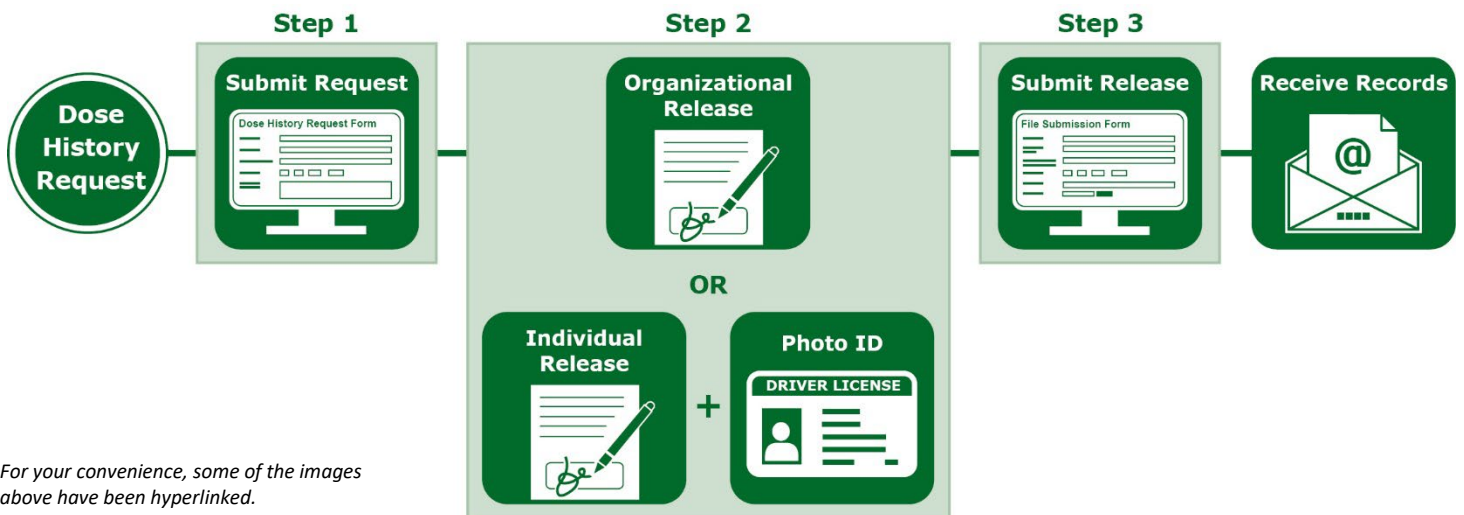 Step 1
Step 2
Step 3
Dose
History
Request
Submit Request
Dose History Request Form
Organizational
Release
OR
Individual
Release
+
Photo ID
DRIVER LICENSE
Submit Release
File Submission Form
Receive Records
@
For your convenience, some of the images
above have been hyperlinked.